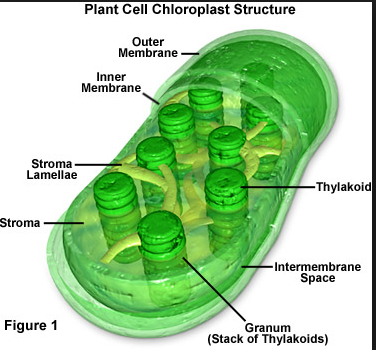 Plant Cell Chloroplast Structure
Outer
Membrane
Inner
Membrane
Stroma
Lamellae
Thylakoid
Stroma
Intermembrane
Space
Granum
(Stack of Thylakoids)
Figure 1